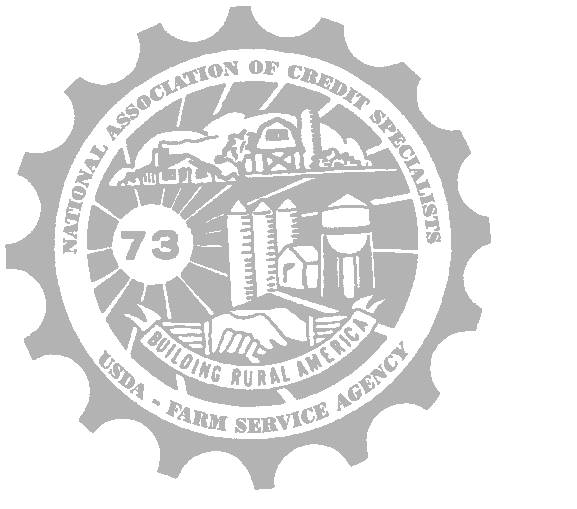 NATIONAL ASSOCIATION OF CREDIT SPECIALISTS
73
BUILDING RURAL AMERICA
USDA - FARM SERVICE AGENCY